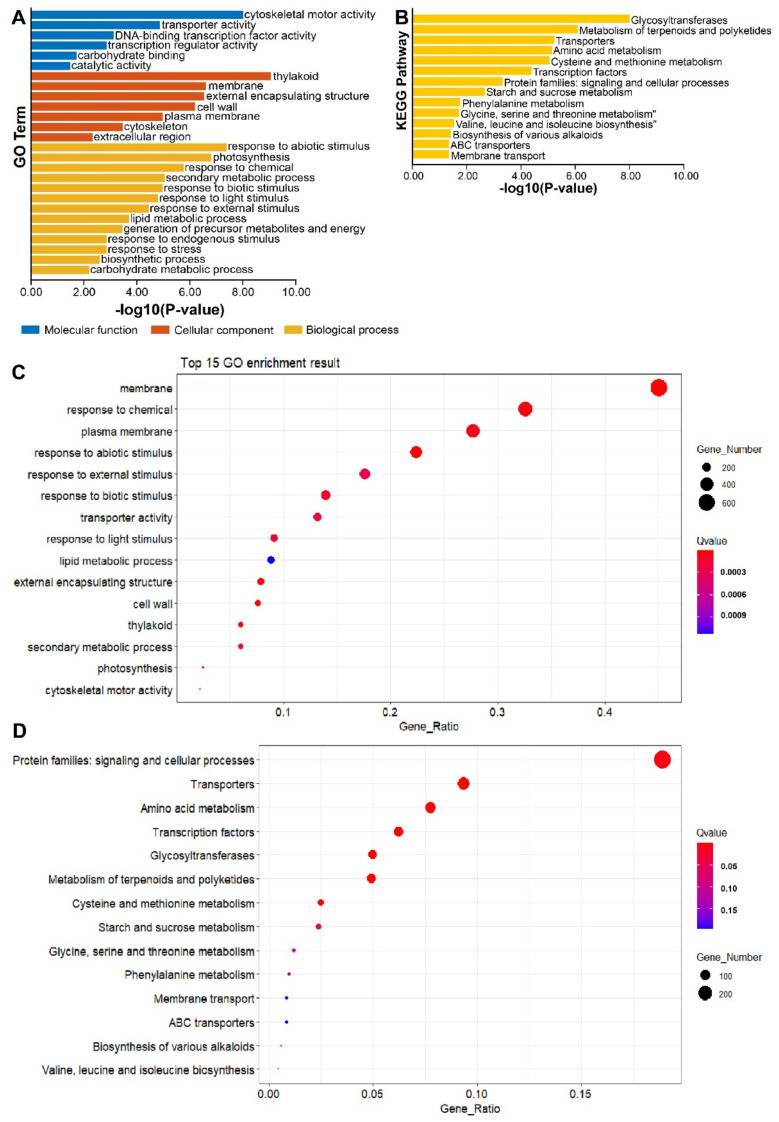 A
GO Term
cytoskeletal motor activity
transporter activity
DNA-binding transcription factor activity
transcription regulator activity
carbohydrate binding
catalytic activity
thylakoid
membrane
external encapsulating structure
cell wall
plasma membrane
cytoskeleton
extracellular region
response to abiotic stimulus
photosynthesis
response to chemical
secondary metabolic process
response to biotic stimulus
response to light stimulus
response to external stimulus
lipid metabolic process
generation of precursor metabolites and energy
response to endogenous stimulus
response to stress
biosynthetic process
carbohydrate metabolic process
0.00 2.00 4.00 6.00 8.00 10.00
-log10(P-value)
Molecular function Cellular component Biological process
B
KEGG Pathway
Glycosyltransferases
Metabolism of terpenoids and polyketides
Transporters
Amino acid metabolism
Cysteine and methionine metabolism
Transcription factors
Protein families: signaling and cellular processes
Starch and sucrose metabolism
Phenylalanine metabolism
Glycine, serine and threonine metabolism"
Valine, leucine and isoleucine biosynthesis"
Biosynthesis of various alkaloids
ABC transporters
Membrane transport
0.00 2.00 4.00 6.00 8.00 10.00
-log10(P-value)
C
Top 15 GO enrichment result
membrane
response to chemical
plasma membrane
response to abiotic stimulus
response to external stimulus
response to biotic stimulus
transporter activity
response to light stimulus
lipid metabolic process
external encapsulating structure
cell wall
thylakoid
secondary metabolic process
photosynthesis
cytoskeletal motor activity
0.1 0.2 0.3 0.4
Gene_Ratio
Gene_Number
200
400
600
Qvalue
0.0003
0.0006
0.0009
D
Protein families: signaling and cellular processes
Transporters
Amino acid metabolism
Transcription factors
Glycosyltransferases
Metabolism of terpenoids and polyketides
Cysteine and methionine metabolism
Starch and sucrose metabolism
Glycine, serine and threonine metabolism
Phenylalanine metabolism
Membrane transport
ABC transporters
Biosynthesis of various alkaloids
Valine, leucine and isoleucine biosynthesis
0.00 0.05 0.10 0.15
Gene_Ratio
Qvalue
0.05
0.10
0.15
Gene_Number
100
200